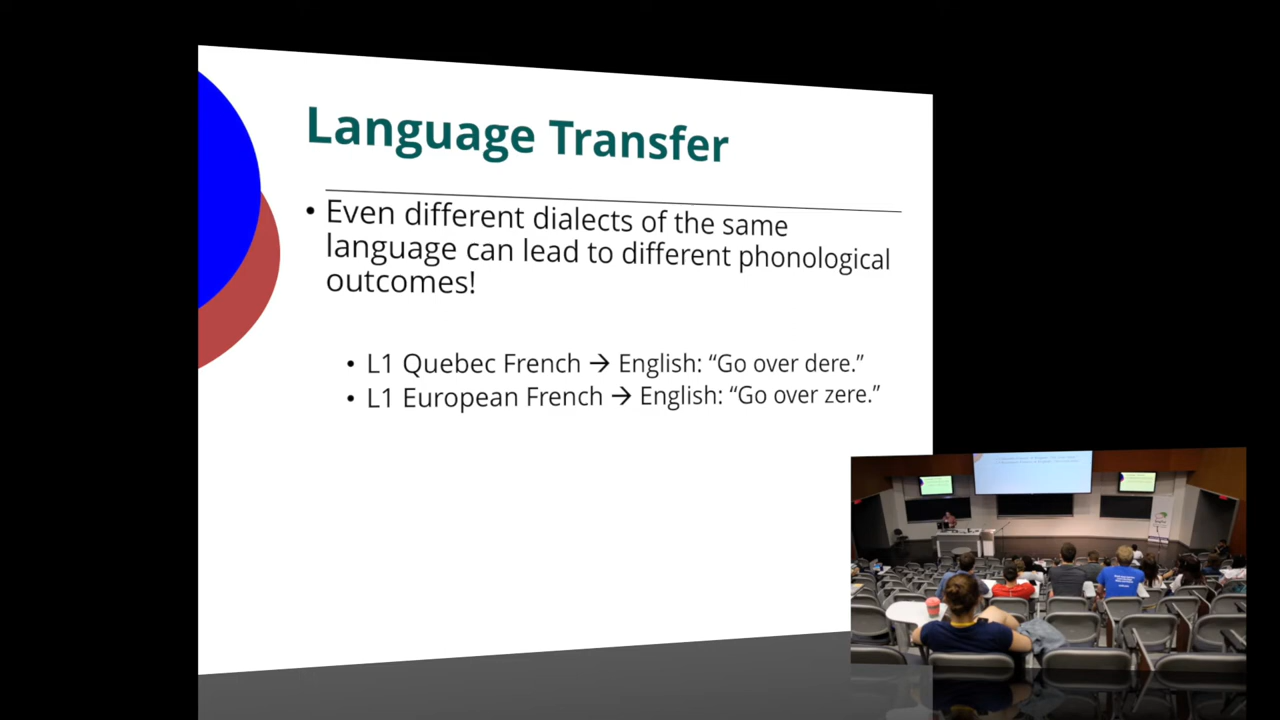 Language Transfer
• Even different dialects of the same
language can lead to different phonological
outcomes!
• L1 Quebec French → English: “Go over dere.”
• L1 European French → English: “Go over zere.”